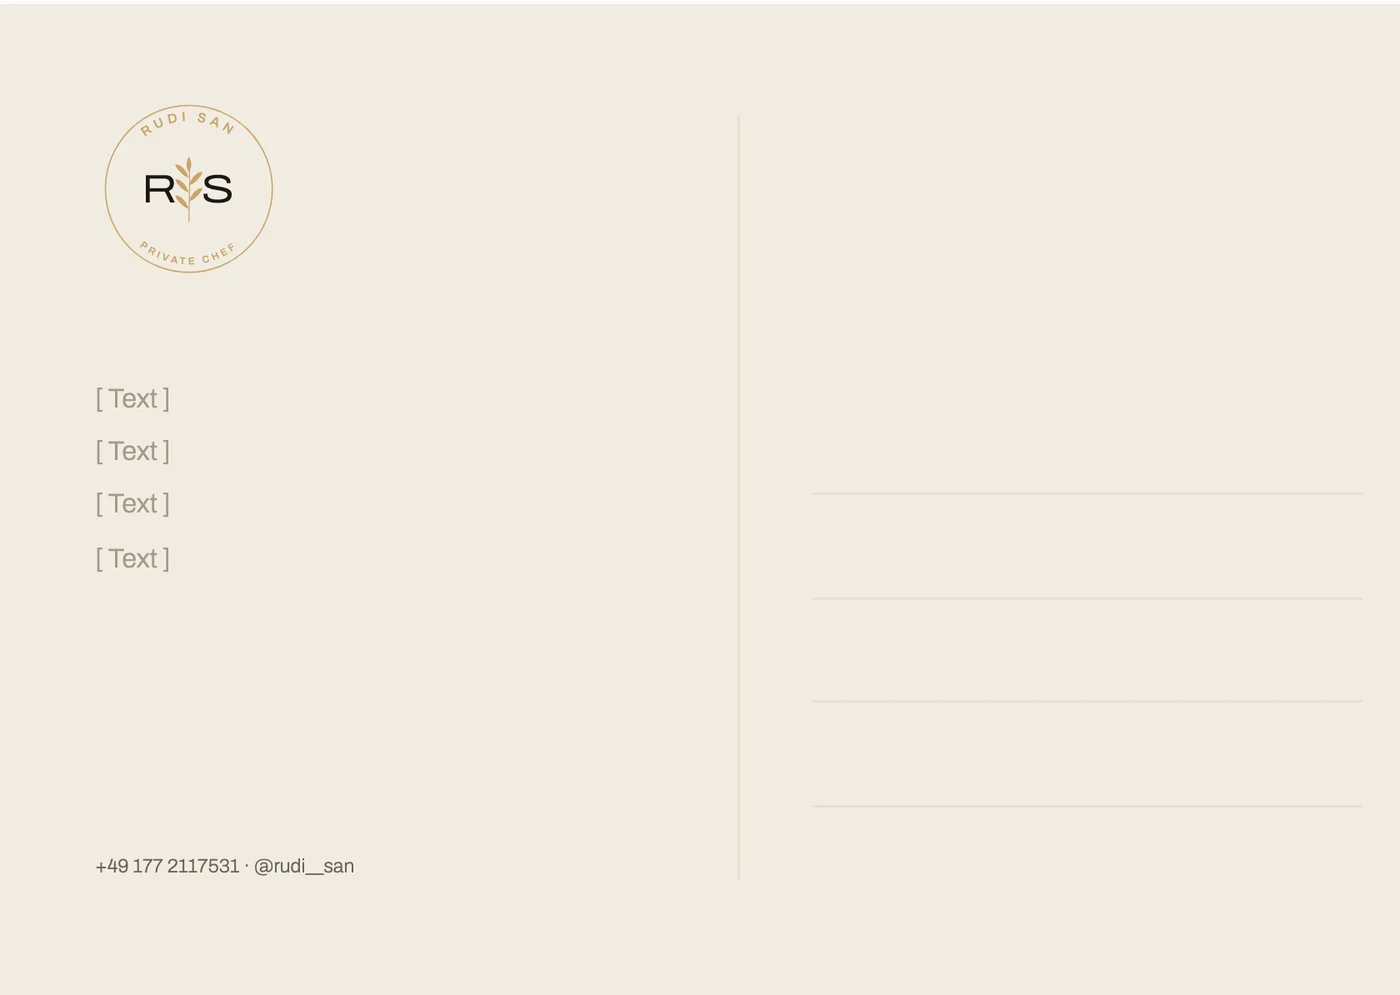 RUDI SAN
RS
PRIVATE CHEF
[ Text ]
[ Text ]
[ Text ]
[ Text ]
+49 177 2117531 · @rudi__san